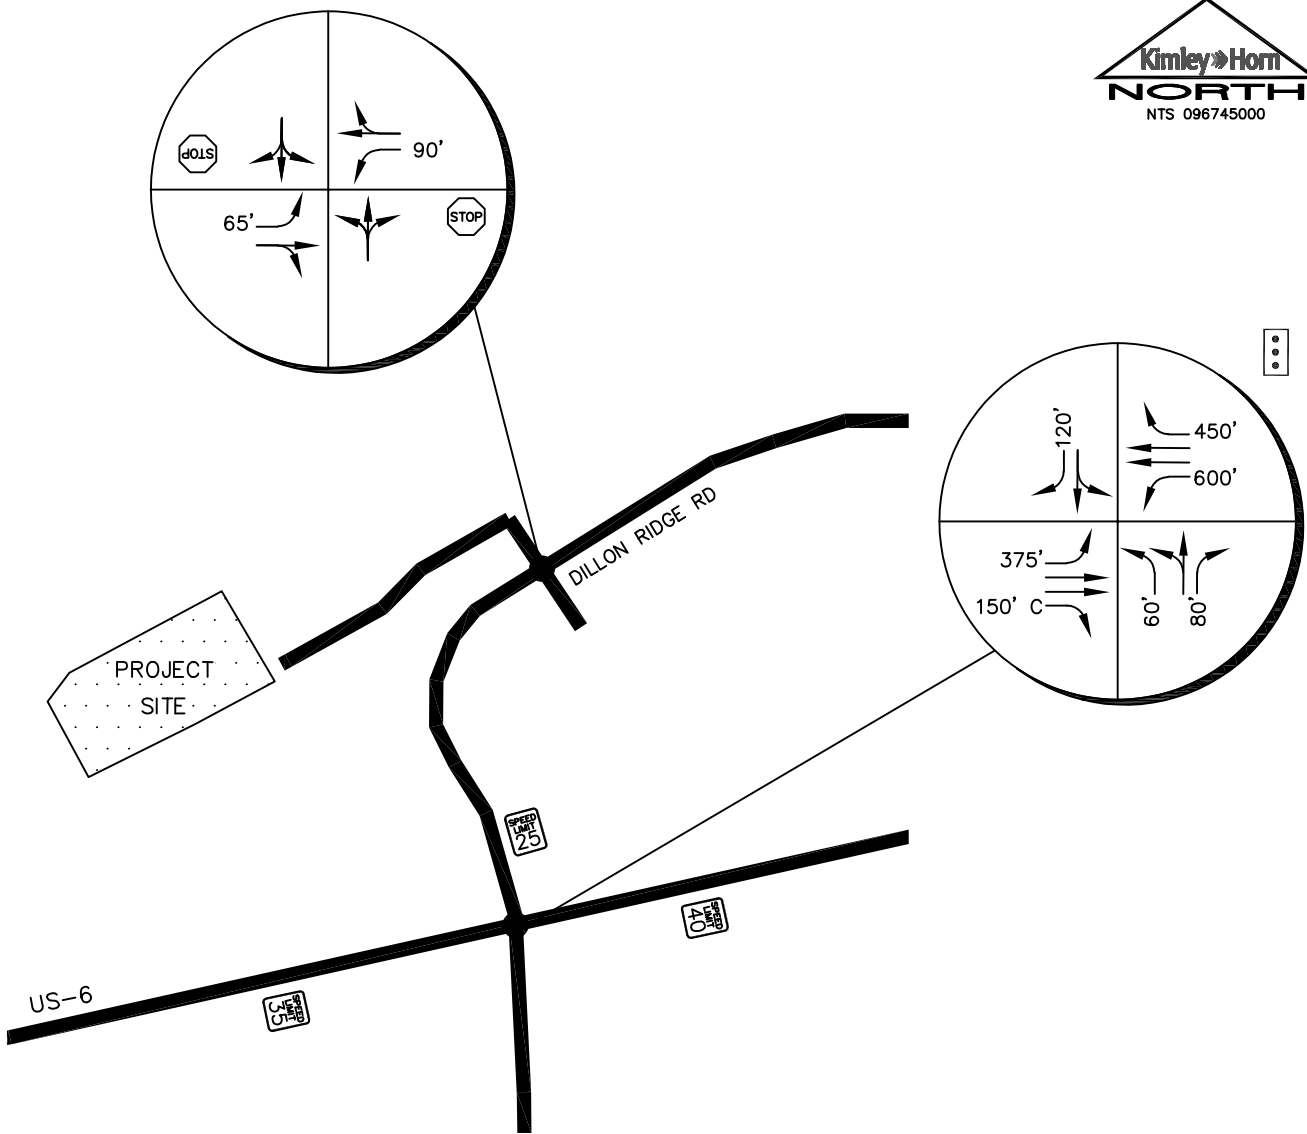 Kimley»Horn
NORTH
NTS 096745000
STOP
90'
65'
STOP
120'
450'
600'
375'
150' C
60'
80'
DILLON RIDGE RD
PROJECT
SITE
SPEED
LIMIT
25
SPEED
LIMIT
40
US-6
SPEED
LIMIT
35